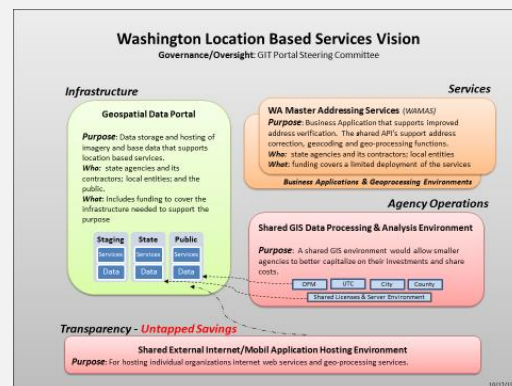 Washington Location Based Services Vision
Governance/Oversight: GIT Portal Steering Committee
Infrastructure
Geospatial Data Portal
Purpose: Data storage and hosting of
imagery and base data that supports
location based services.
Who: state agencies and its
contractors; local entities; and the
public.
What: Includes funding to cover the
infrastructure needed to support the
purpose
Staging State Public
Services Services Services
Data Data Data
Services
WA Master Addressing Services (WAMAS)
Purpose: Business Application that supports improved
address verification. The shared API's support address
correction, geocoding and geo-processing functions.
Who: state agencies and its contractors; local entities
What: funding covers a limited deployment of the services
Business Applications & Geoprocessing Environments
Agency Operations
Shared GIS Data Processing & Analysis Environment
Purpose: A shared GIS environment would allow smaller
agencies to better capitalize on their investments and share
costs.
OFM UTC City County
Shared Licenses & Server Environment
Transparency - Untapped Savings
Shared External Internet/Mobil Application Hosting Environment
Purpose: For hosting individual organizations internet web services and geo-processing services.